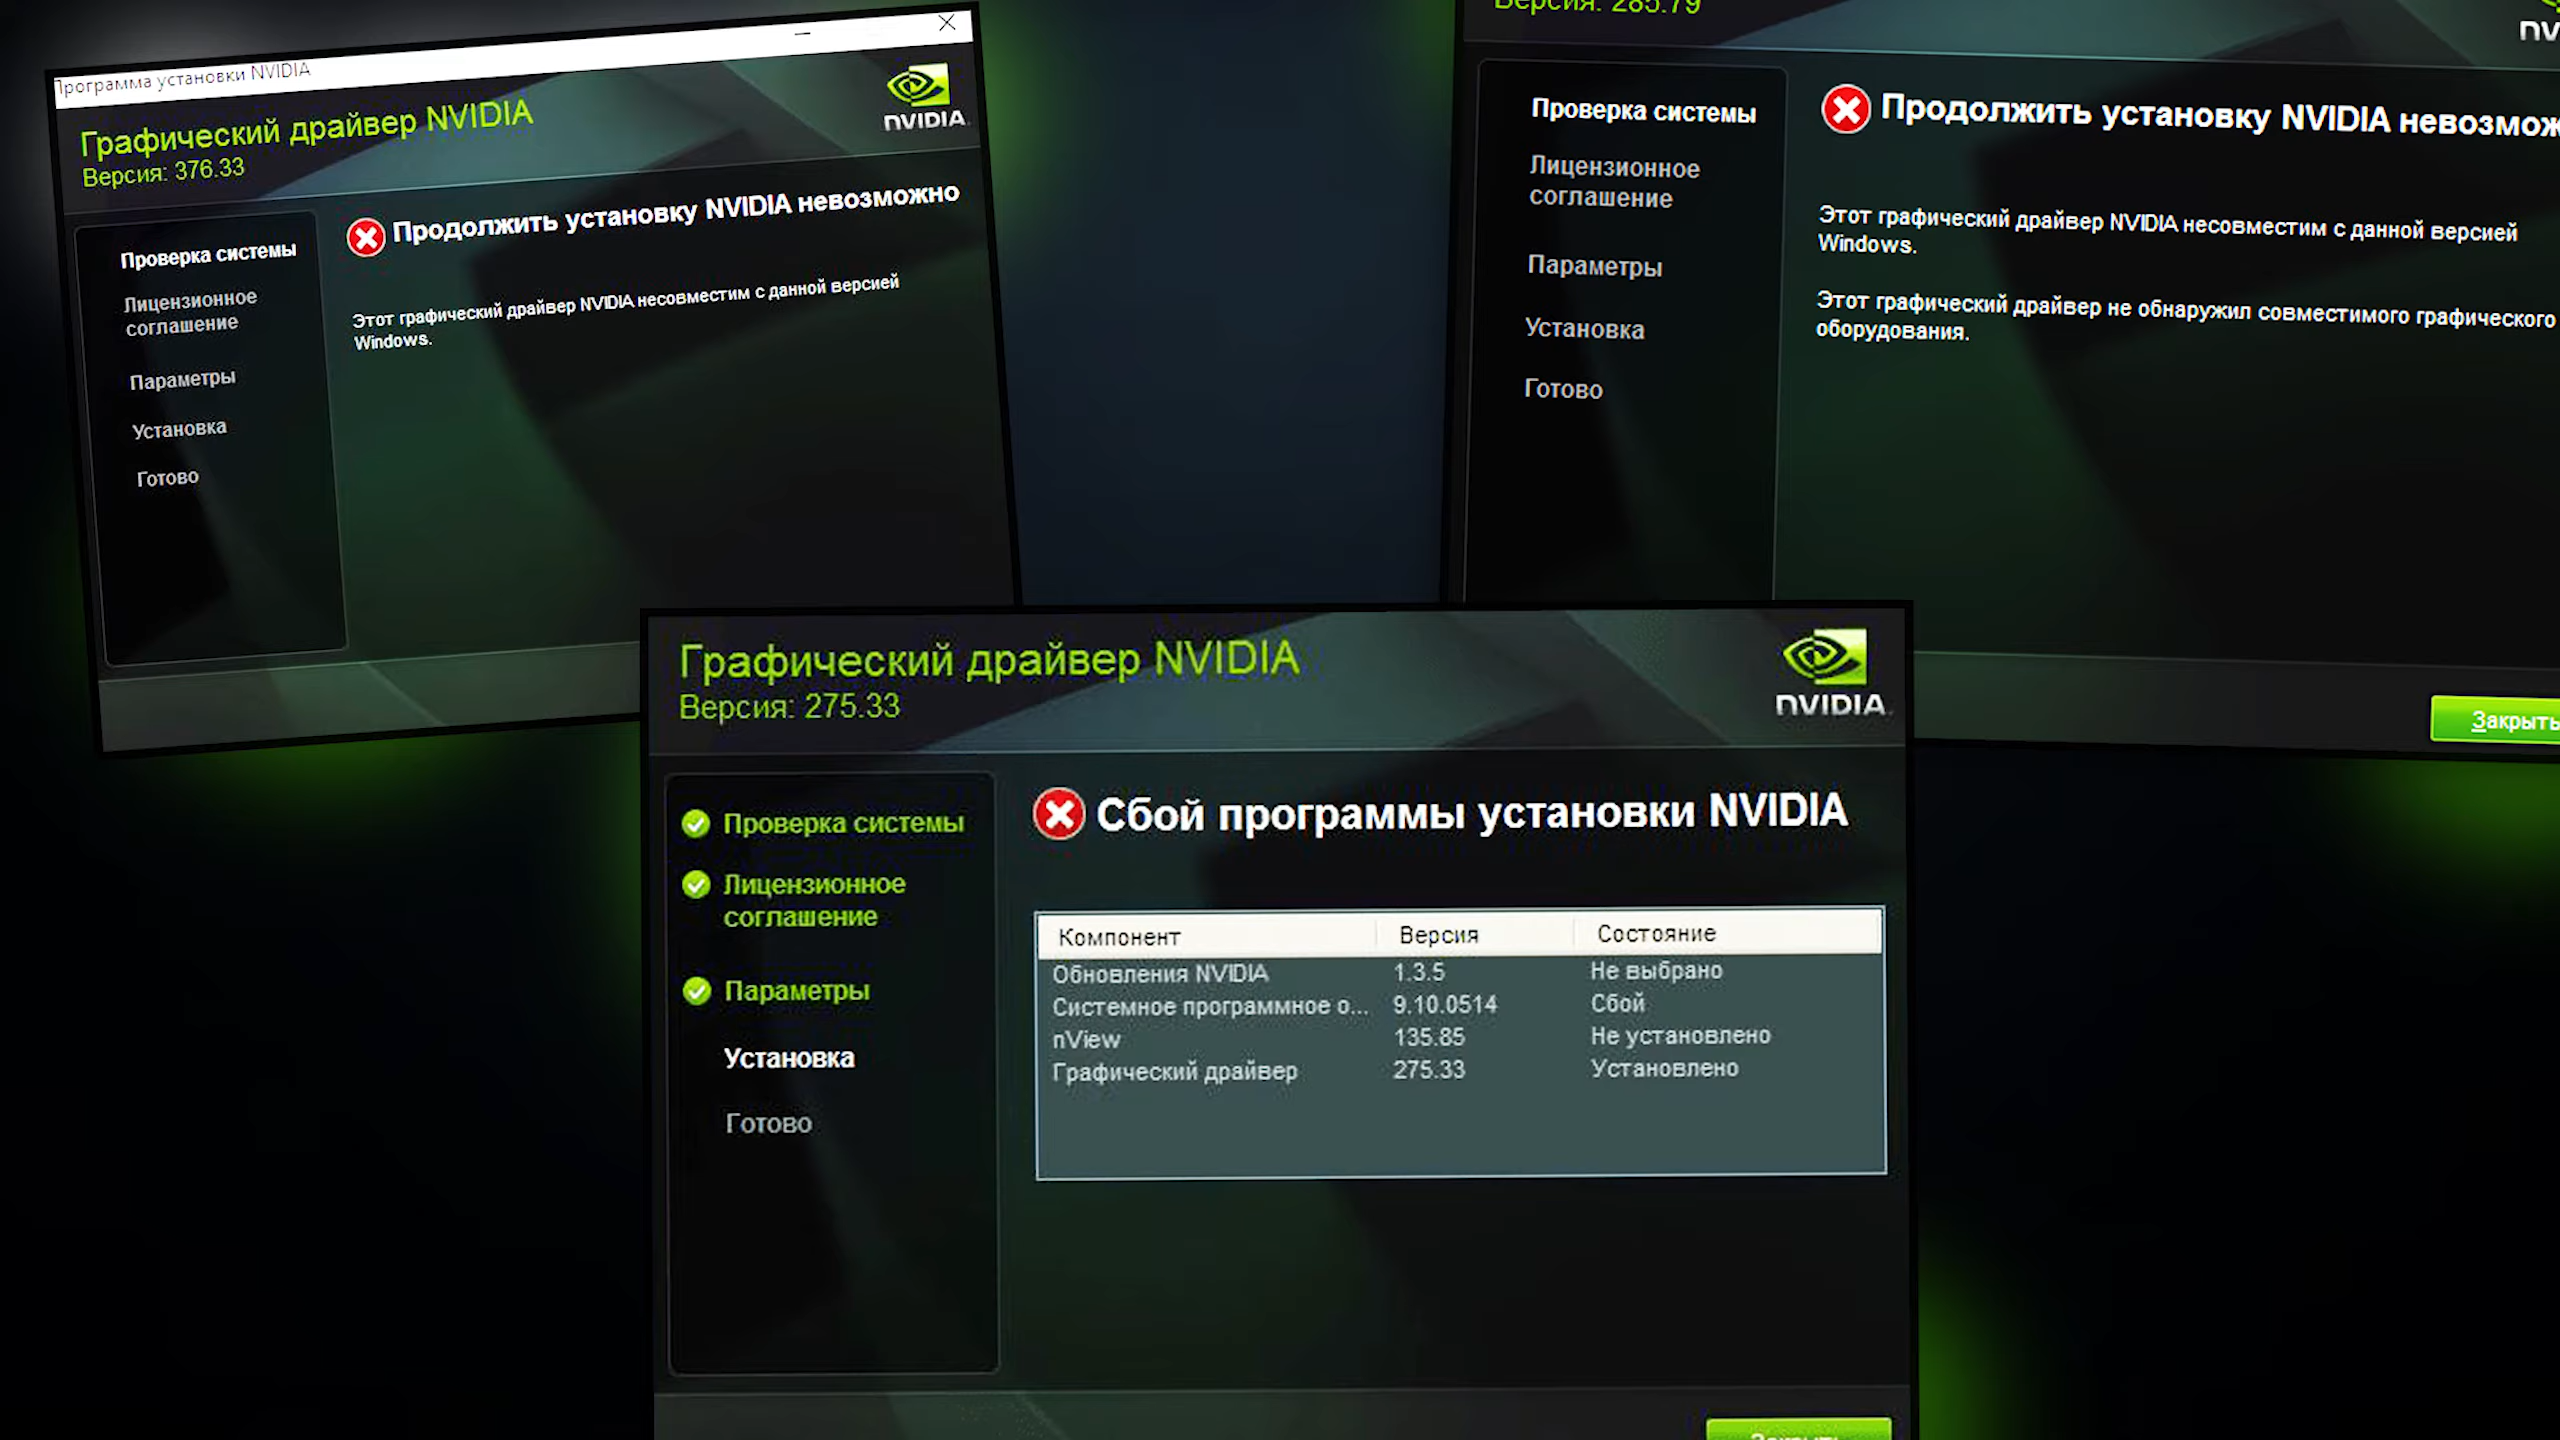 Программа установки NVIDIA
Графический драйвер NVIDIA
Версия: 376.33
NVIDIA.
Проверка системы
Лицензионное
соглашение
Параметры
Установка
Готово
Продолжить установку NVIDIA невозможно
Этот графический драйвер NVIDIA несовместим с данной версией
Windows.
Версия: 285.79
Проверка системы
Лицензионное
соглашение
Параметры
Установка
Готово
Продолжить установку NVIDIA невозмож
Этот графический драйвер NVIDIA несовместим с данной версией
Windows.
Этот графический драйвер не обнаружил совместимого графического
оборудования.
Закрыть
Графический драйвер NVIDIA
Версия: 275.33
NVIDIA.
Проверка системы
Лицензионное
соглашение
Параметры
Установка
Готово
Сбой программы установки NVIDIA
Компонент Версия Состояние
Обновления NVIDIA 1.3.5 Не выбрано
Системное программное о... 9.10.0514 Сбой
nView 135.85 Не установлено
Графический драйвер 275.33 Установлено